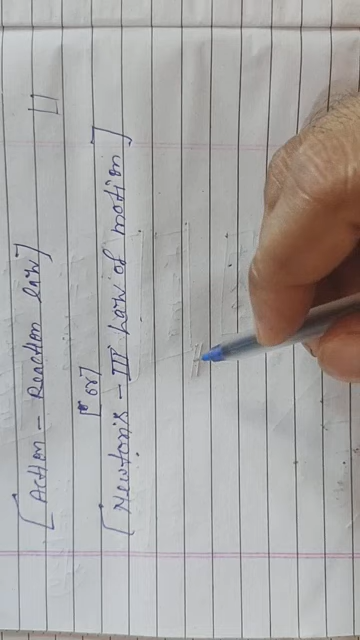 [Action - Reaction law]
[or]
[Newton's - III Law of motion]